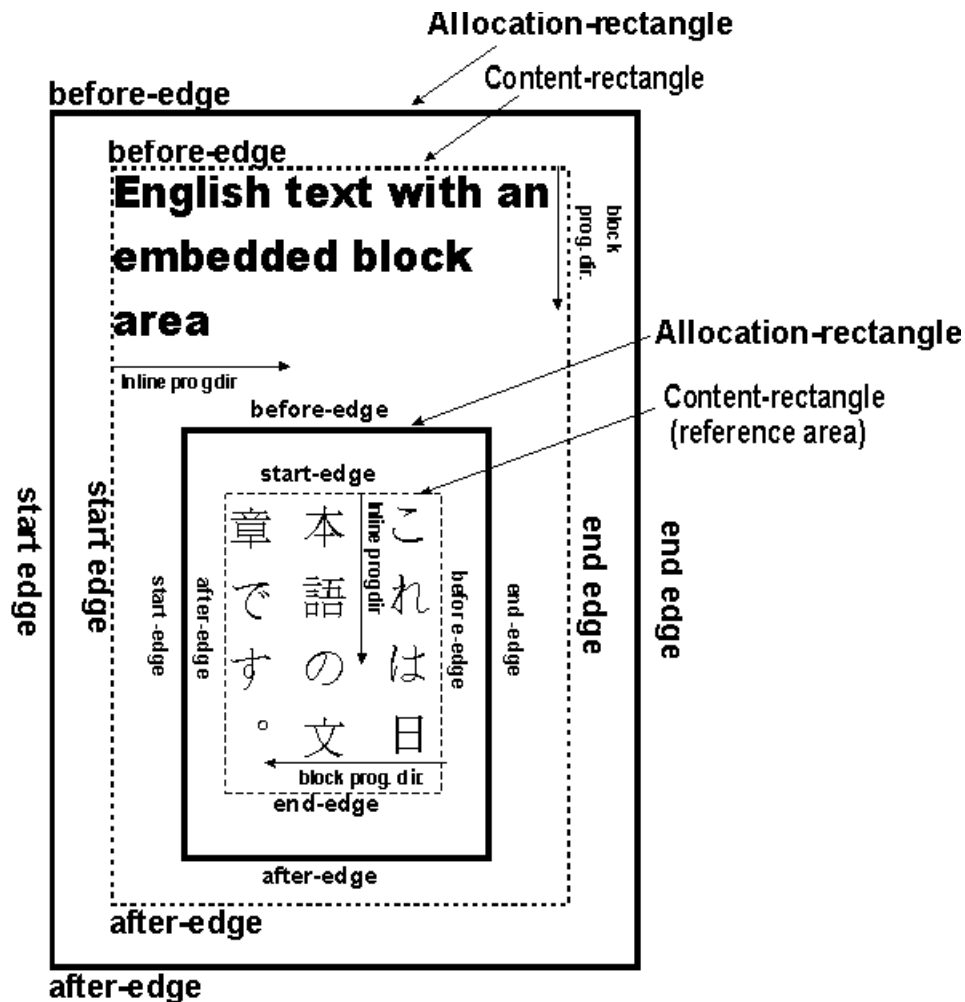 Allocation-rectangle
Content-rectangle
before-edge
before-edge
English text with an
embedded block
area
block
prog. dir.
Inline prog dir
Allocation-rectangle
Content-rectangle
(reference area)
before-edge
start-edge
start edge
start edge
start-edge
after-edge
これは日
本語の文
章です。
Inline prog dir
before-edge
end-edge
end edge
end edge
block prog. dir.
end-edge
after-edge
after-edge
after-edge